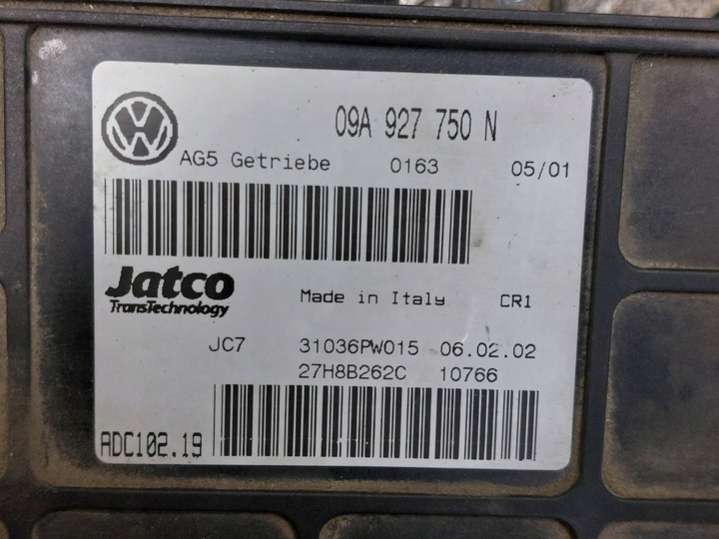 09A 927 750 N
AG5 Getriebe 0163 05/01
Jatco
TransTechnology
Made in Italy CR1
JC7 31036PW015 06.02.02
27H8B262C 10766
ADC102.19